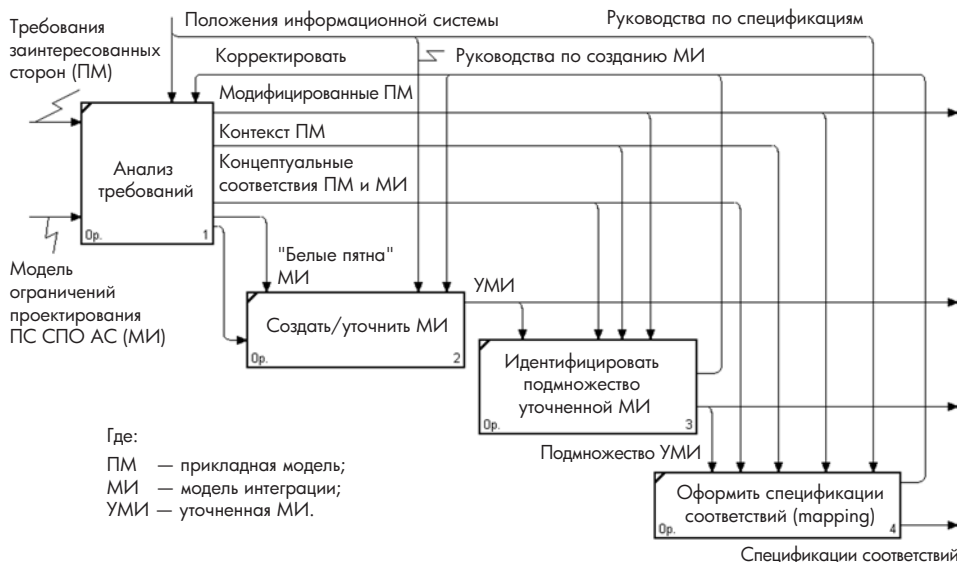 Требования
заинтересованных
сторон (ПМ)
Положения информационной системы
Руководства по спецификациям
Корректировать
Руководства по созданию МИ
Модифицированные ПМ
Контекст ПМ
Концептуальные
соответствия ПМ и МИ
Анализ
требований
0р.
1
Модель
ограничений
проектирования
ПС СПО АС (МИ)
"Белые пятна"
МИ
УМИ
Создать/уточнить МИ
0р.
2
Идентифицировать
подмножество
уточненной МИ
0р.
3
Подмножество УМИ
Где:
ПМ — прикладная модель;
МИ — модель интеграции;
УМИ — уточненная МИ.
Оформить спецификации
соответствий (mapping)
0р.
4
Спецификации соответствий